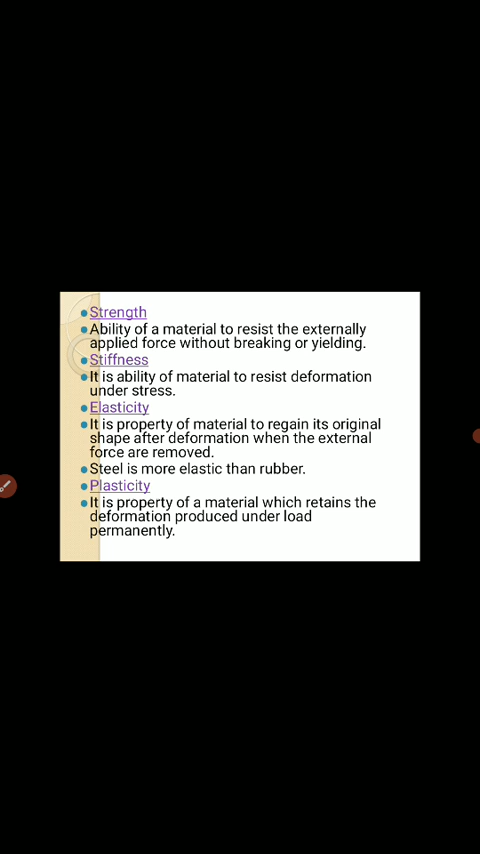 Strength
Ability of a material to resist the externally
applied force without breaking or yielding.
Stiffness
It is ability of material to resist deformation
under stress.
Elasticity
It is property of material to regain its original
shape after deformation when the external
force are removed.
Steel is more elastic than rubber.
Plasticity
It is property of a material which retains the
deformation produced under load
permanently.